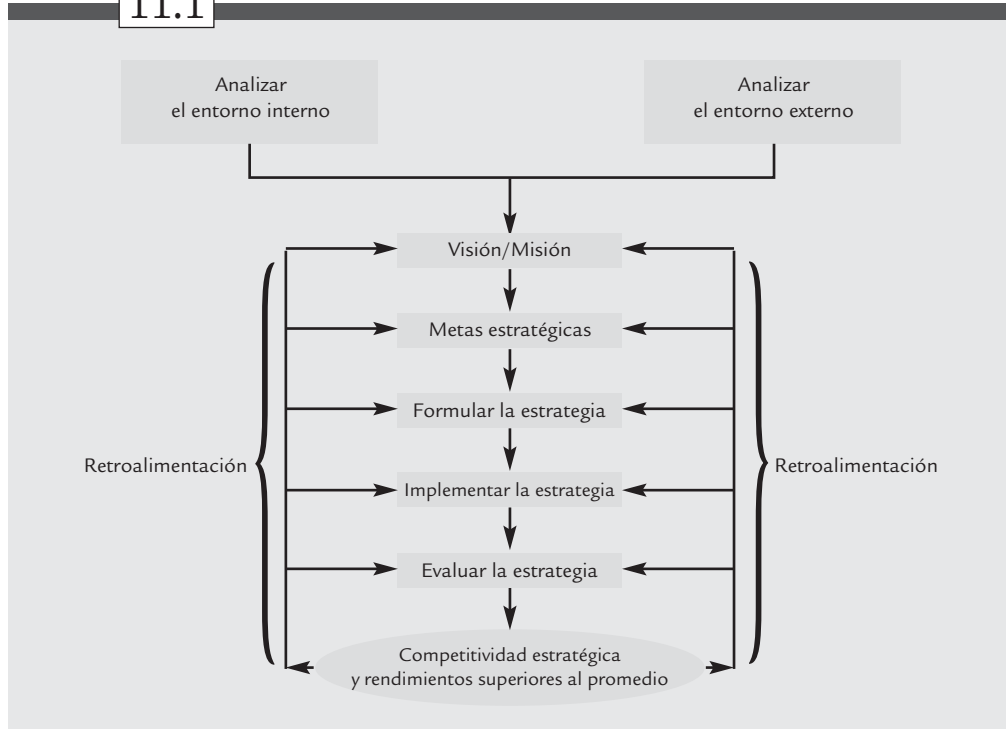 11.1
Analizar
el entorno interno
Analizar
el entorno externo
Visión/Misión
Metas estratégicas
Formular la estrategia
Retroalimentación
Retroalimentación
Implementar la estrategia
Evaluar la estrategia
Competitividad estratégica
y rendimientos superiores al promedio